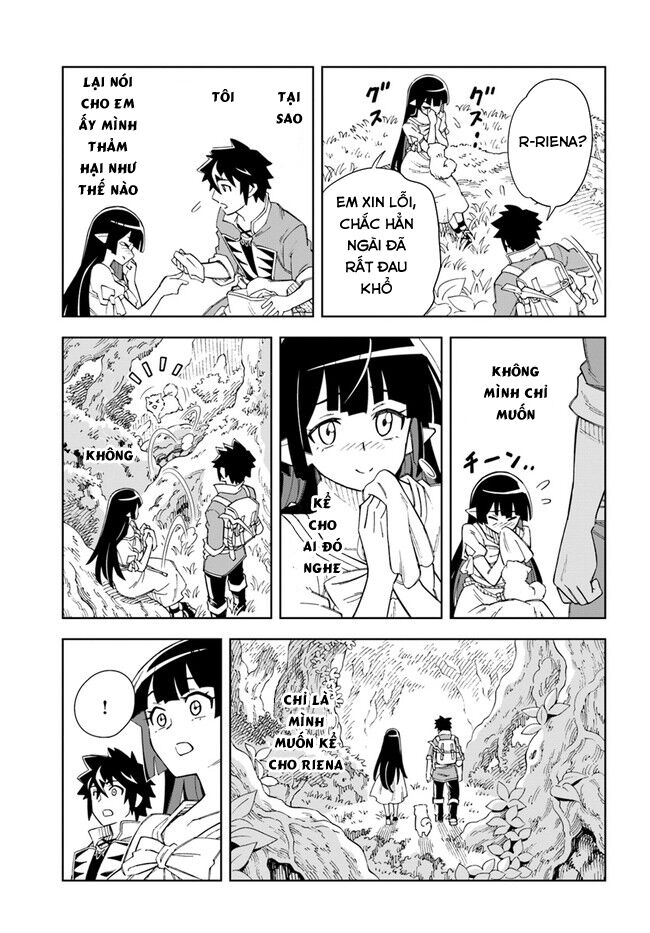 R-RIENA?
グスグス・
EM XIN LỖI,
CHẮC HẲN
NGÀI ĐÃ
RẤT ĐAU
KHỔ
TẠI
SAO
TÔI
LẠI NÓI
CHO EM
ẤY MÌNH
THẢM
HẠI NHƯ
THẾ NÀO
KHÔNG
MÌNH CHỈ
MUỐN
チーン..
KỂ
CHO
AI ĐÓ
NGHE
KHÔNG
CHỈ LÀ
MÌNH
MUỐN KỂ
CHO RIENA
!